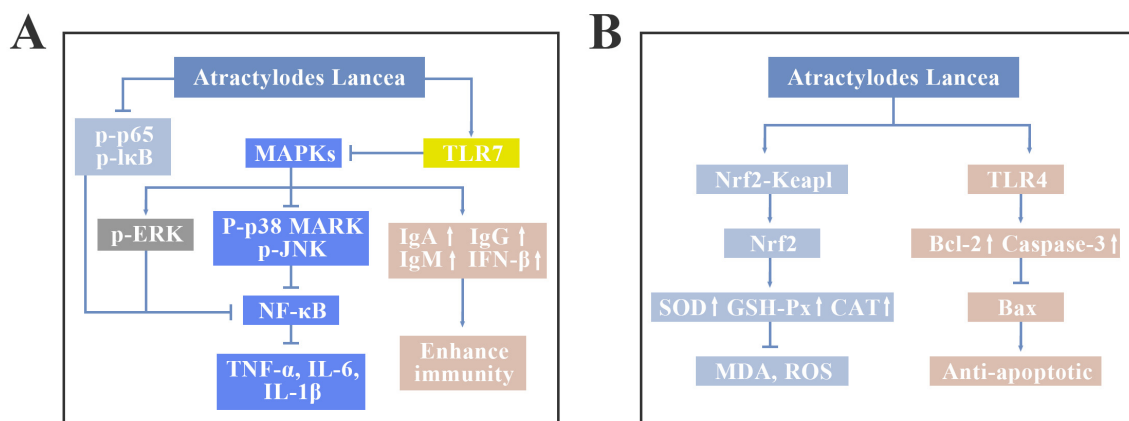 A
Atractylodes Lancea
p-p65
p-lκB
MAPKs
TLR7
p-ERK
P-p38 MARK
p-JNK
IgA↑ IgG↑
IgM↑ IFN-β↑
NF-κB
TNF-α, IL-6,
IL-1β
Enhance
immunity
B
Atractylodes Lancea
Nrf2-Keapl
TLR4
Nrf2
Bcl-2↑ Caspase-3↑
SOD↑ GSH-Px↑ CAT↑
Bax
MDA, ROS
Anti-apoptotic